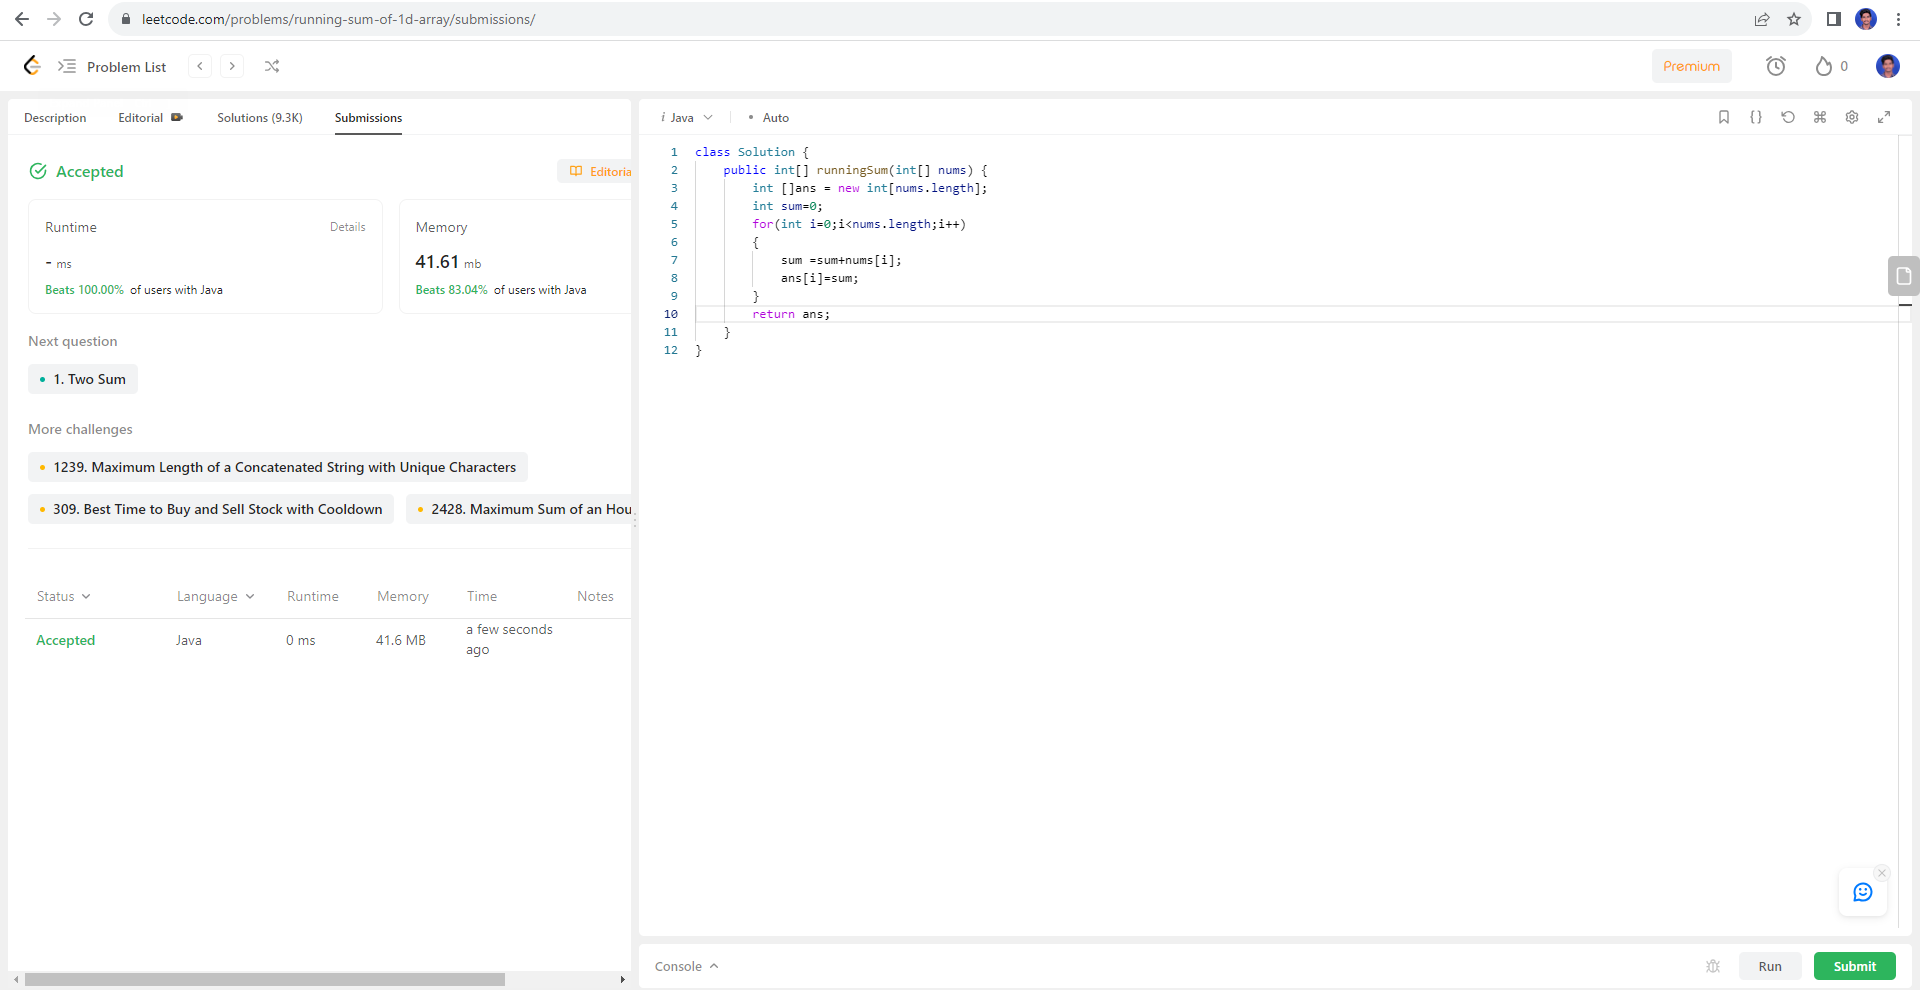 leetcode.com/problems/running-sum-of-1d-array/submissions/
Problem List
Premium
0
Description
Editorial
Solutions (9.3K)
Submissions
Accepted
Editoria
Runtime
Details
- ms
Beats 100.00% of users with Java
Memory
41.61 mb
Beats 83.04% of users with Java
Next question
1. Two Sum
More challenges
1239. Maximum Length of a Concatenated String with Unique Characters
309. Best Time to Buy and Sell Stock with Cooldown
2428. Maximum Sum of an Hou
Status Language Runtime Memory Time Notes
Accepted Java 0 ms 41.6 MB a few seconds
ago
i Java • Auto
1 class Solution {
2 public int[] runningSum(int[] nums) {
3 int []ans = new int[nums.length];
4 int sum=0;
5 for(int i=0;i<nums.length;i++)
6 {
7 sum =sum+nums[i];
8 ans[i]=sum;
9 }
10 return ans;
11 }
12 }
Console
Run
Submit